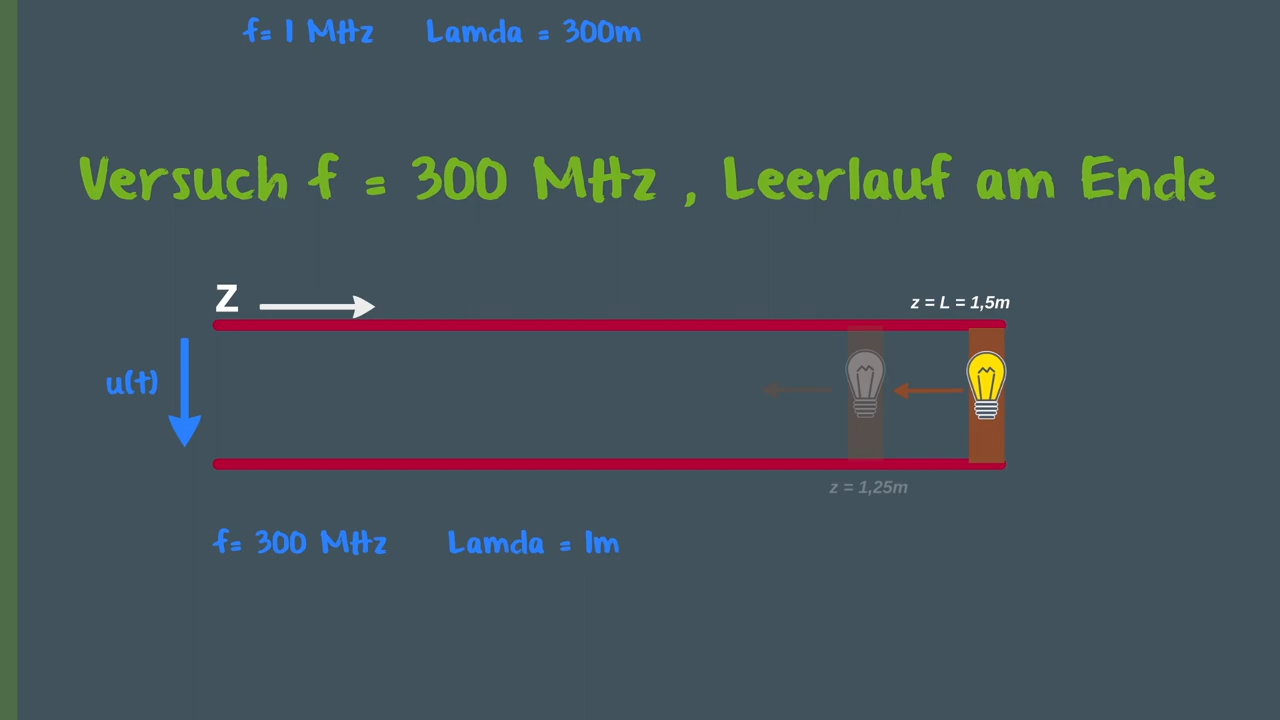 f= 1 MHz Lamda = 300m
Versuch f = 300 MHz , Leerlauf am Ende
Z
z = L = 1,5m
u(t)
z = 1,25m
f= 300 MHz Lamda = 1m